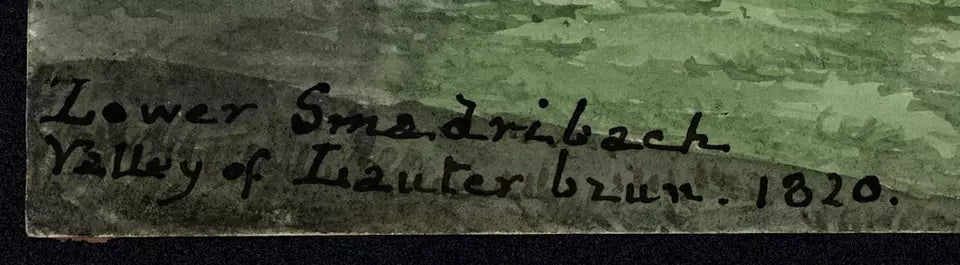 Lower Smadribach
Valley of Lauterbrun. 1820.